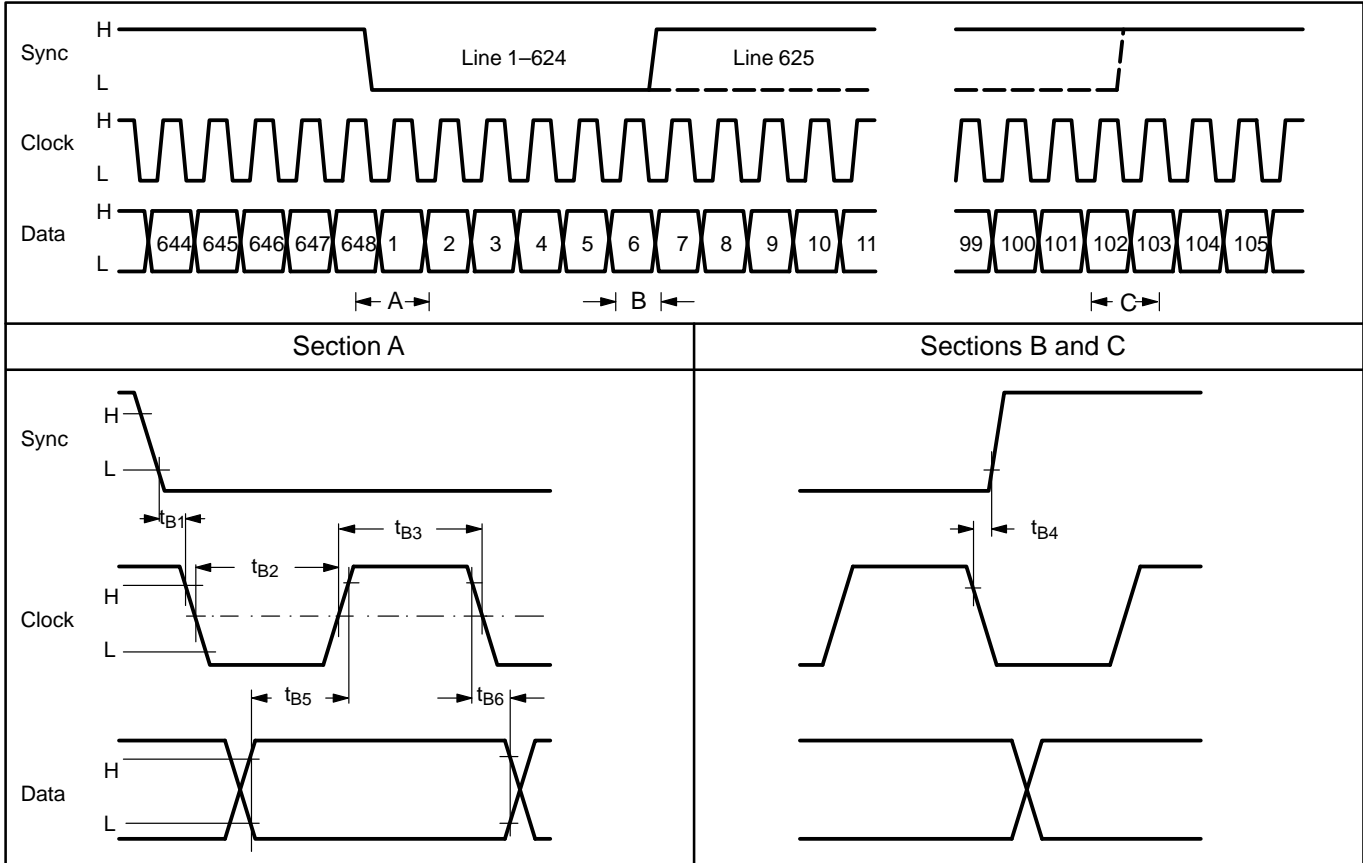 H
Sync
Line 1–624
Line 625
L
H
Clock
L
H
Data
644 645 646 647 648 1 2 3 4 5 6 7 8 9 10 11 99 100 101 102 103 104 105
L
A B C
Section A
Sections B and C
H
Sync
L
tB1
tB3
tB4
tB2
H
Clock
L
tB5 tB6
H
Data
L